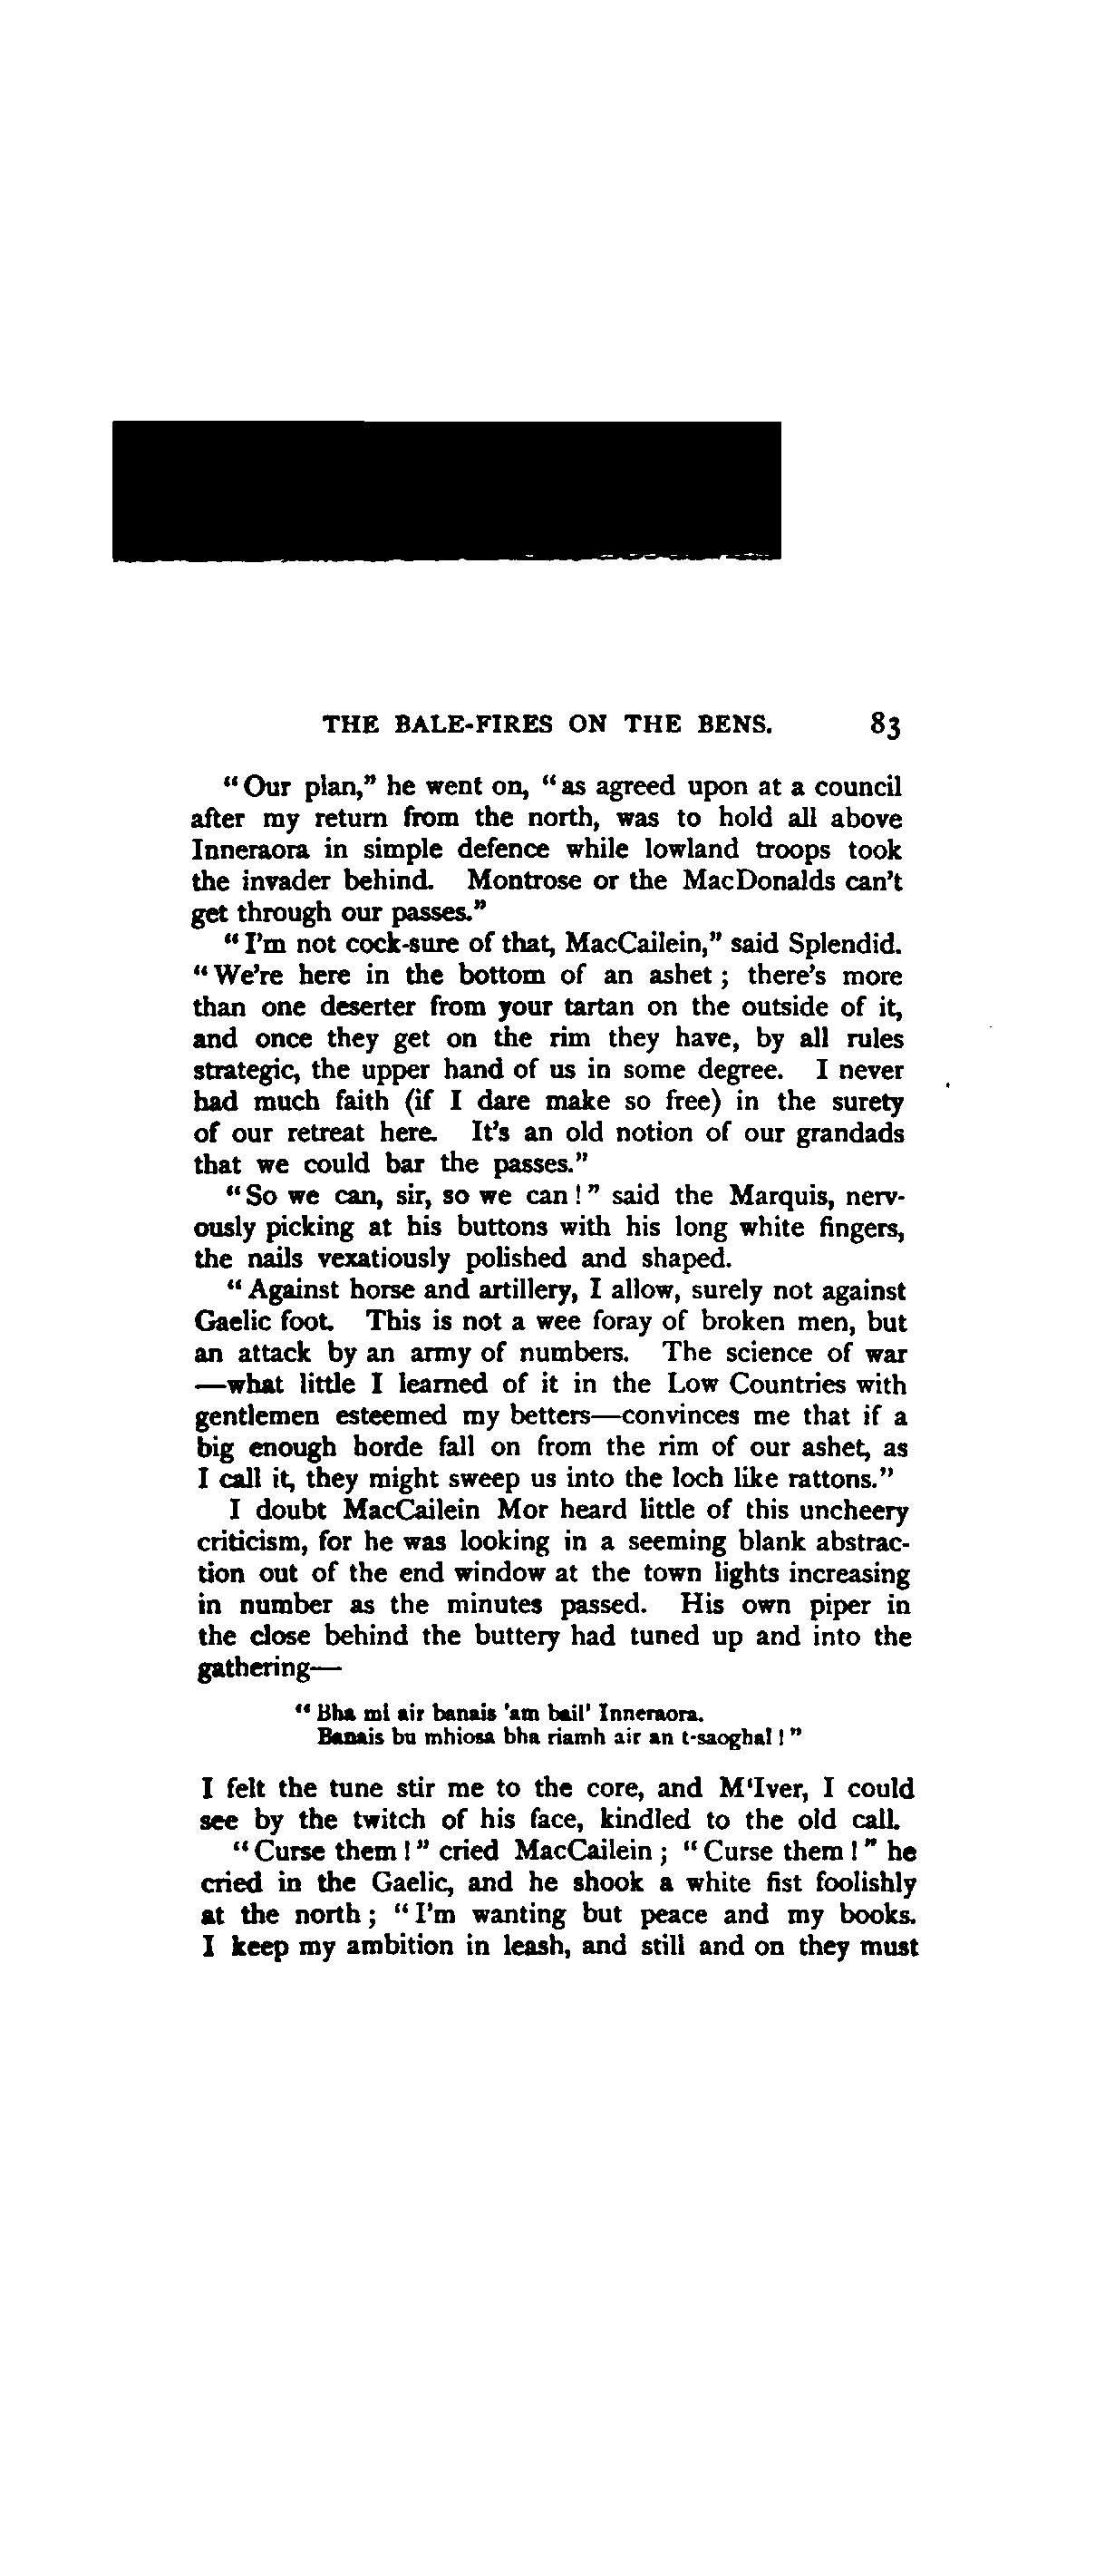 THE BALE-FIRES ON THE BENS. 83
"Our plan," he went on, "as agreed upon at a council
after my return from the north, was to hold all above
Inneraora in simple defence while lowland troops took
the invader behind. Montrose or the MacDonalds can't
get through our passes."
"I'm not cock-sure of that, MacCailein," said Splendid.
"We're here in the bottom of an ashet; there's more
than one deserter from your tartan on the outside of it,
and once they get on the rim they have, by all rules
strategic, the upper hand of us in some degree. I never
had much faith (if I dare make so free) in the surety
of our retreat here. It's an old notion of our grandads
that we could bar the passes."
"So we can, sir, so we can!" said the Marquis, nerv-
ously picking at his buttons with his long white fingers,
the nails vexatiously polished and shaped.
"Against horse and artillery, I allow, surely not against
Gaelic foot. This is not a wee foray of broken men, but
an attack by an army of numbers. The science of war
—what little I learned of it in the Low Countries with
gentlemen esteemed my betters—convinces me that if a
big enough horde fall on from the rim of our ashet, as
I call it, they might sweep us into the loch like rattons."
I doubt MacCailein Mor heard little of this uncheery
criticism, for he was looking in a seeming blank abstrac-
tion out of the end window at the town lights increasing
in number as the minutes passed. His own piper in
the close behind the buttery had tuned up and into the
gathering—
"Bha mi air banais 'am bail' Inneraora.
Banais bu mhiosa bha riamh air an t-saoghal!"
I felt the tune stir me to the core, and M'Iver, I could
see by the twitch of his face, kindled to the old call.
"Curse them!" cried MacCailein; "Curse them!" he
cried in the Gaelic, and he shook a white fist foolishly
at the north; "I'm wanting but peace and my books.
I keep my ambition in leash, and still and on they must